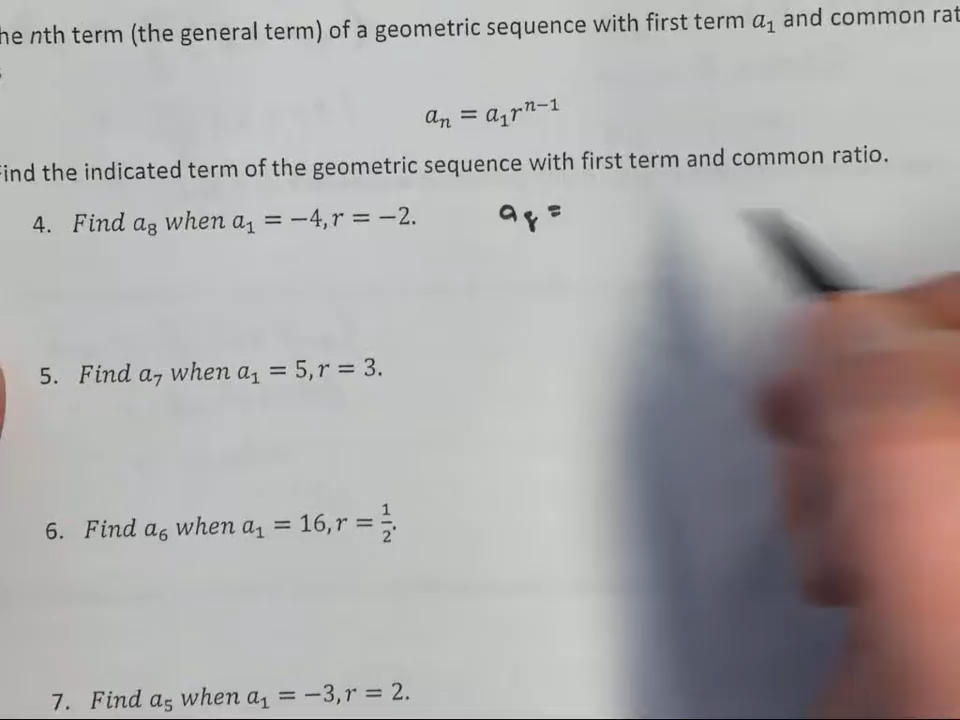 nth term (the general term) of a geometric sequence with first term a₁ and common
aₙ = a₁rⁿ⁻¹
the indicated term of the geometric sequence with first term and common ratio.
4. Find a₈ when a₁ = −4, r = −2. a₈ =
5. Find a₇ when a₁ = 5, r = 3.
6. Find a₆ when a₁ = 16, r = 1/2.
7. Find a₅ when a₁ = −3, r = 2.